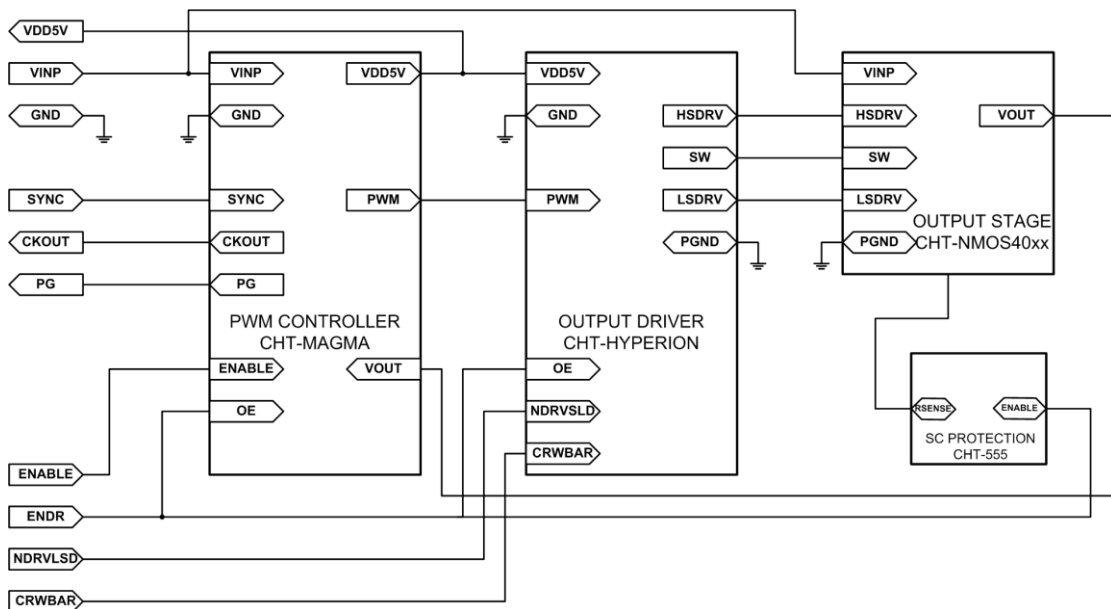 VDD5V
VINP
GND
SYNC
CKOUT
PG
ENABLE
ENDR
NDRVLSD
CRWBAR
VINP
GND
SYNC
CKOUT
PG
PWM CONTROLLER
CHT-MAGMA
ENABLE
OE
VDD5V
PWM
VOUT
VDD5V
GND
PWM
OUTPUT DRIVER
CHT-HYPERION
OE
NDRVSLD
CRWBAR
HSDRV
SW
LSDRV
PGND
VINP
HSDRV
SW
LSDRV
PGND
VOUT
OUTPUT STAGE
CHT-NMOS40xx
RSENSE
ENABLE
SC PROTECTION
CHT-555